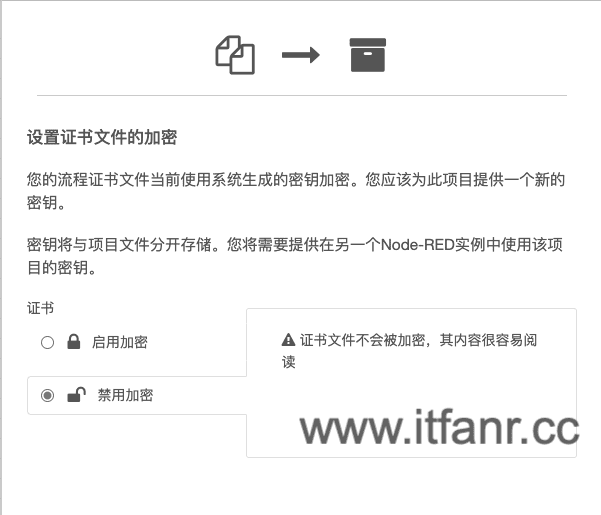 设置证书文件的加密
您的流程证书文件当前使用系统生成的密钥加密。您应该为此项目提供一个新的
密钥。
密钥将与项目文件分开存储。您将需要提供在另一个Node-RED实例中使用该项
目的密钥。
证书
启用加密
证书文件不会被加密，其内容很容易阅
读
禁用加密
www.itfanr.cc